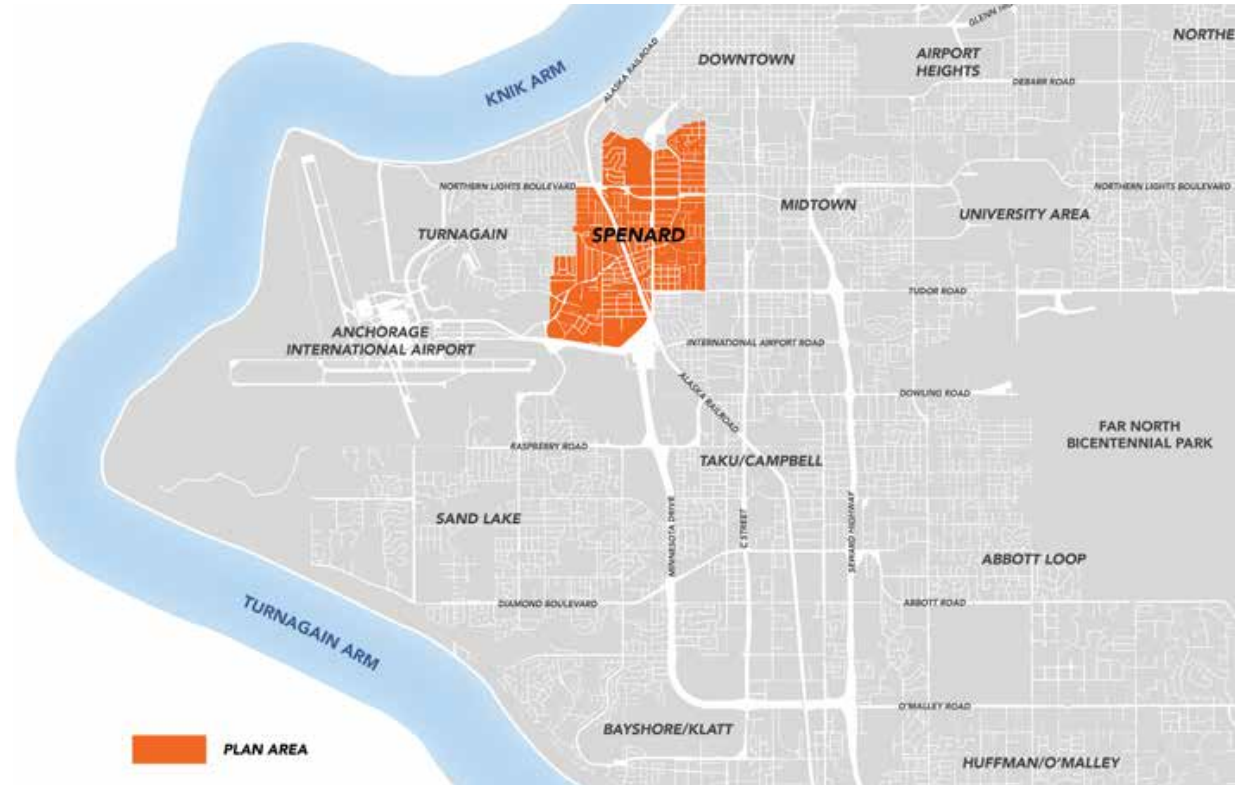 GLENN
NORTHE
DOWNTOWN
AIRPORT
HEIGHTS
DEBARR ROAD
ALASKA RAILROAD
KNIK ARM
NORTHERN LIGHTS BOULEVARD
NORTHERN LIGHTS BOULEVARD
MIDTOWN
UNIVERSITY AREA
TURNAGAIN
SPENARD
TUDOR ROAD
ANCHORAGE
INTERNATIONAL AIRPORT
INTERNATIONAL AIRPORT ROAD
ALASKA RAILROAD
DOWLING ROAD
FAR NORTH
BICENTENNIAL PARK
RASPBERRY ROAD
TAKU/CAMPBELL
SAND LAKE
MINNESOTA DRIVE
C STREET
SEWARD HIGHWAY
ABBOTT LOOP
DIAMOND BOULEVARD
ABBOTT ROAD
TURNAGAIN ARM
O'MALLEY ROAD
BAYSHORE/KLATT
PLAN AREA
HUFFMAN/O'MALLEY